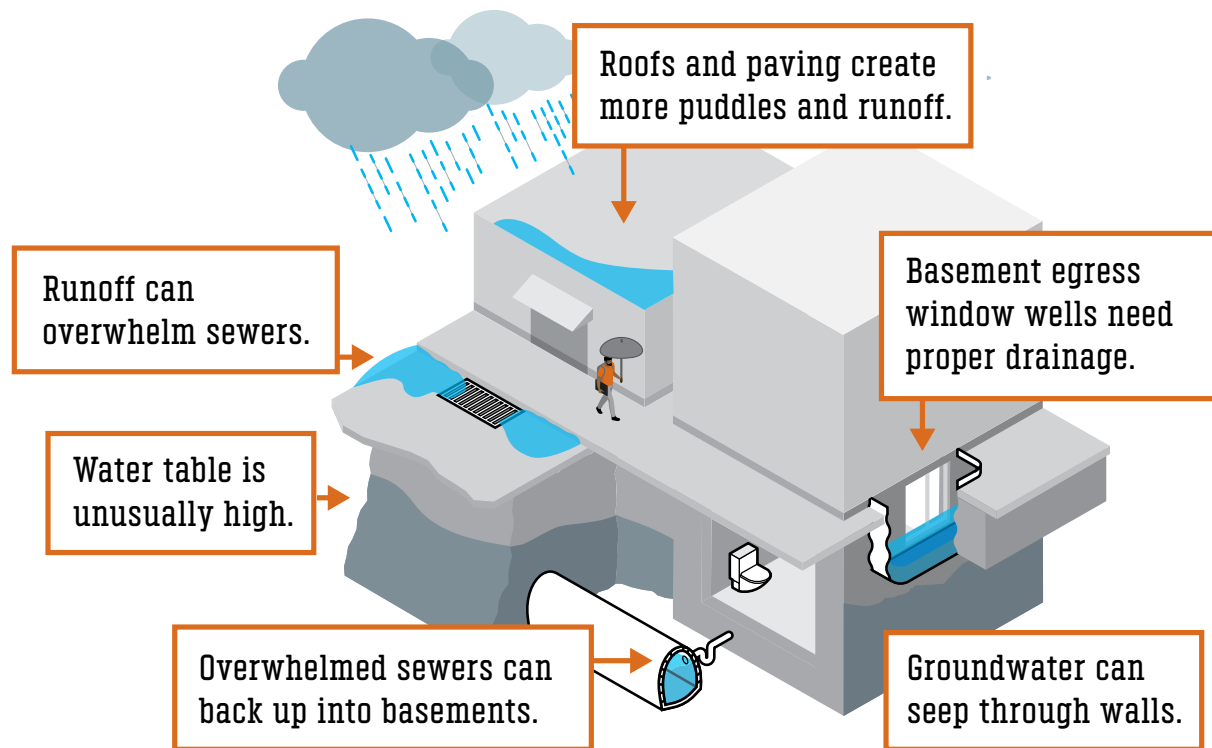 Roofs and paving create
more puddles and runoff.
Runoff can
overwhelm sewers.
Basement egress
window wells need
proper drainage.
Water table is
unusually high.
Overwhelmed sewers can
back up into basements.
Groundwater can
seep through walls.